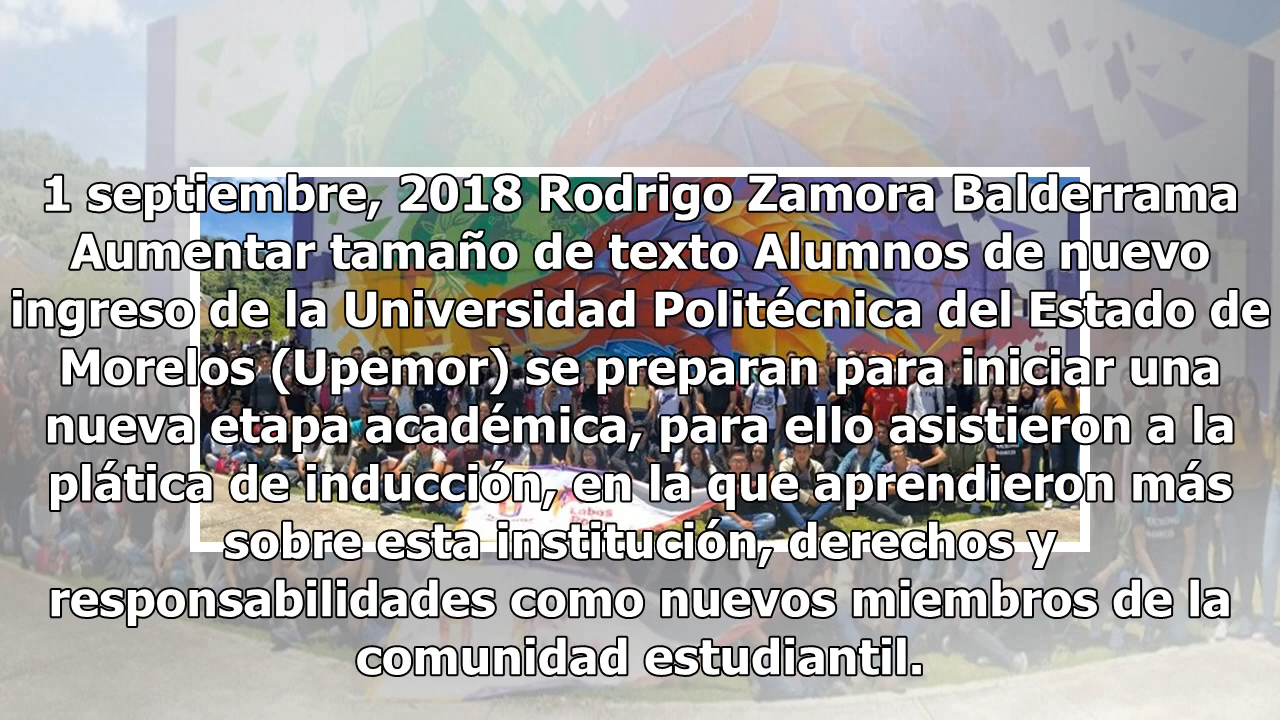 1 septiembre, 2018 Rodrigo Zamora Balderrama
Aumentar tamaño de texto Alumnos de nuevo
ingreso de la Universidad Politécnica del Estado de
Morelos (Upemor) se preparan para iniciar una
nueva etapa académica, para ello asistieron a la
plática de inducción, en la que aprendieron más
sobre esta institución, derechos y
responsabilidades como nuevos miembros de la
comunidad estudiantil.